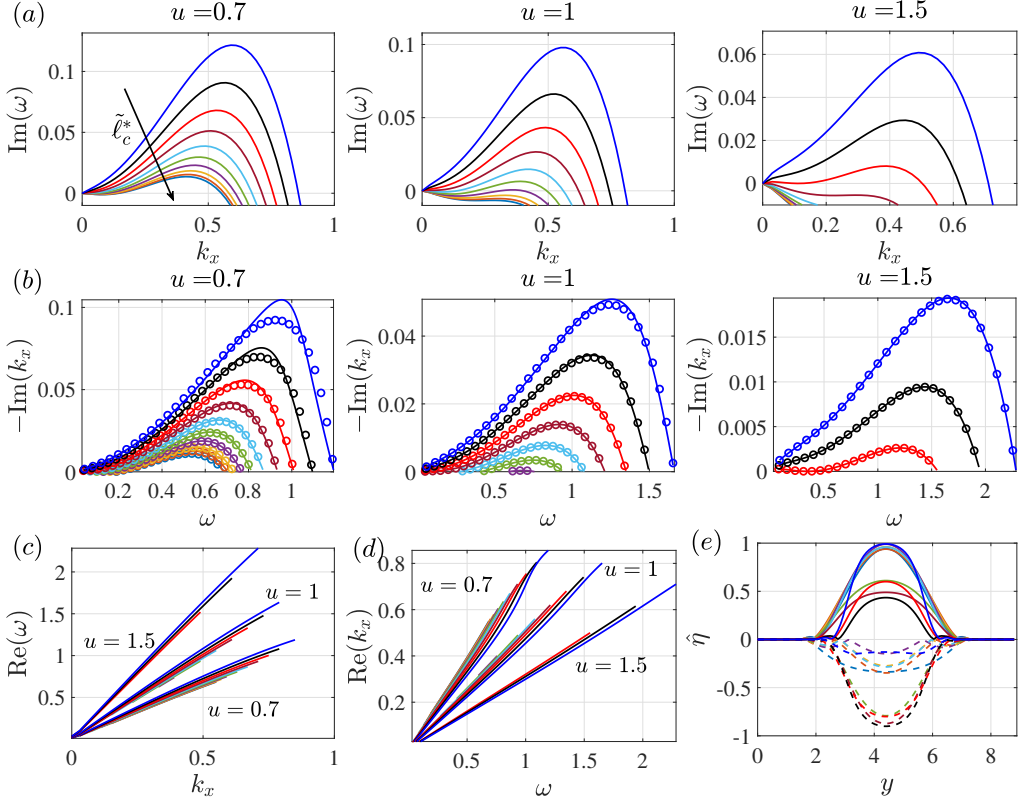 (a)
u = 0.7
u = 1
u = 1.5
Im(ω)
0.1
0.05
0
ℓ̃*c
0
0.5
1
kₓ
Im(ω)
0.1
0.05
0
0
0.5
1
kₓ
Im(ω)
0.06
0.04
0.02
0
0
0.2
0.4
0.6
kₓ
(b)
u = 0.7
u = 1
u = 1.5
−Im(kₓ)
0.1
0.05
0
0.2
0.4
0.6
0.8
1
ω
−Im(kₓ)
0.04
0.02
0
0.5
1
1.5
ω
−Im(kₓ)
0.015
0.01
0.005
0
1
1.5
2
ω
(c)
Re(ω)
2
1.5
1
0.5
u = 1
u = 1.5
u = 0.7
0
0.5
1
kₓ
(d)
Re(kₓ)
0.8
0.6
0.4
0.2
u = 0.7
u = 1
u = 1.5
0.5
1
1.5
2
ω
(e)
η̂
1
0.5
0
-0.5
-1
0
2
4
6
8
y